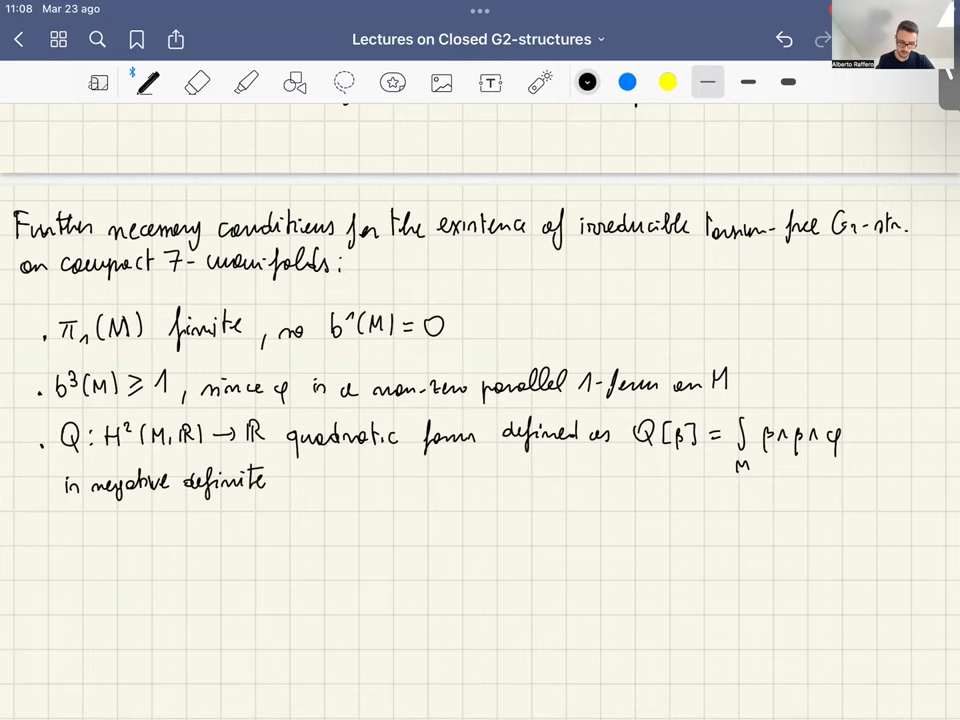 11:08 Mar 23 ago
Lectures on Closed G2-structures
Alberto Raffero
Further necessary conditions for the existence of irreducible torsion-free G₂-str.
on compact 7-manifolds:
• π₁(M) finite, so b¹(M) = 0
• b³(M) ≥ 1, since φ is a non-zero parallel 1-form on M
• Q : H²(M, ℝ) → ℝ quadratic form defined as Q[β] = ∫_M β∧β∧φ
is negative definite